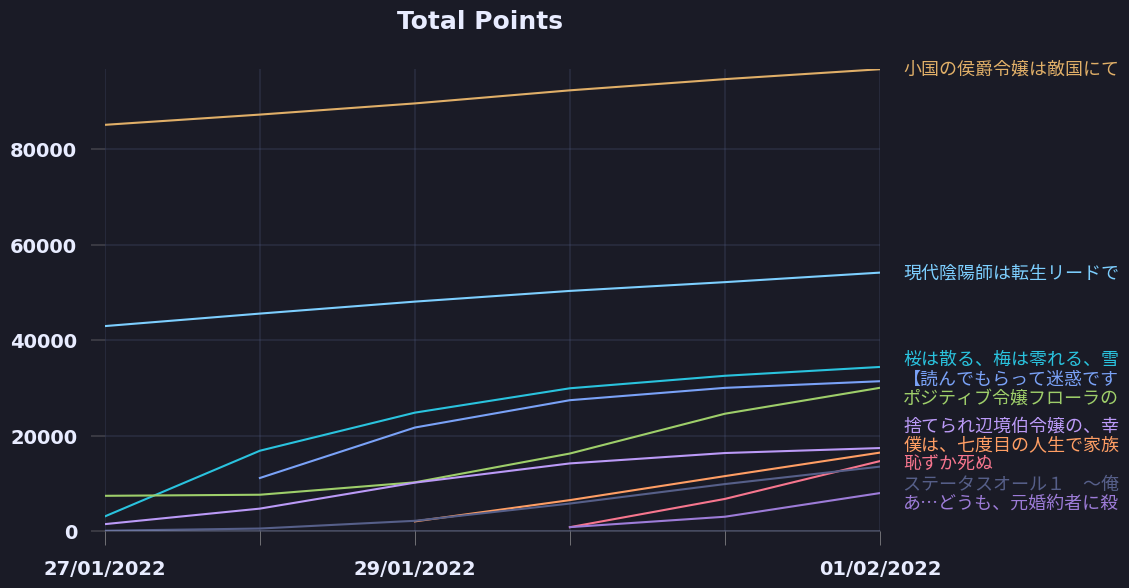 Total Points
小国の侯爵令嬢は敵国にて
80000
60000
現代陰陽師は転生リードで
40000
桜は散る、梅は零れる、雪
【読んでもらって迷惑です
ポジティブ令嬢フローラの
捨てられ辺境伯令嬢の、幸
20000
僕は、七度目の人生で家族
恥ずか死ぬ
ステータスオール１　～俺
あ…どうも、元婚約者に殺
0
27/01/2022
29/01/2022
01/02/2022